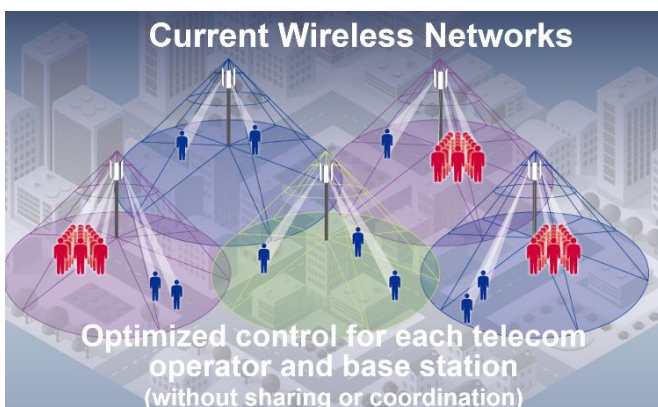 Current Wireless Networks
Optimized control for each telecom
operator and base station
(without sharing or coordination)